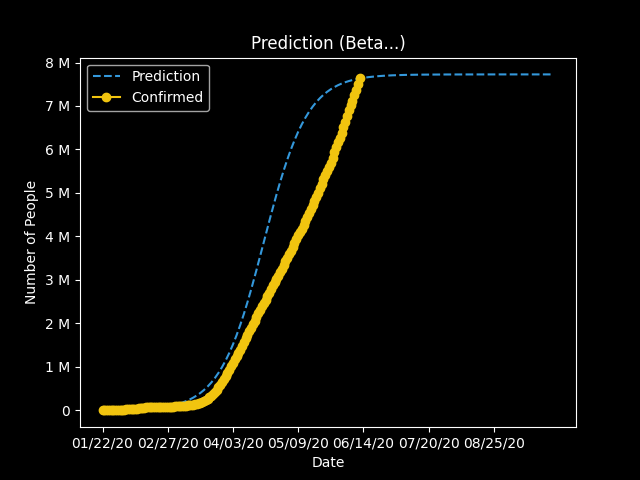 Prediction (Beta...)
8 M
7 M
6 M
5 M
4 M
3 M
2 M
1 M
0
Number of People
Prediction
Confirmed
01/22/20 02/27/20 04/03/20 05/09/20 06/14/20 07/20/20 08/25/20
Date